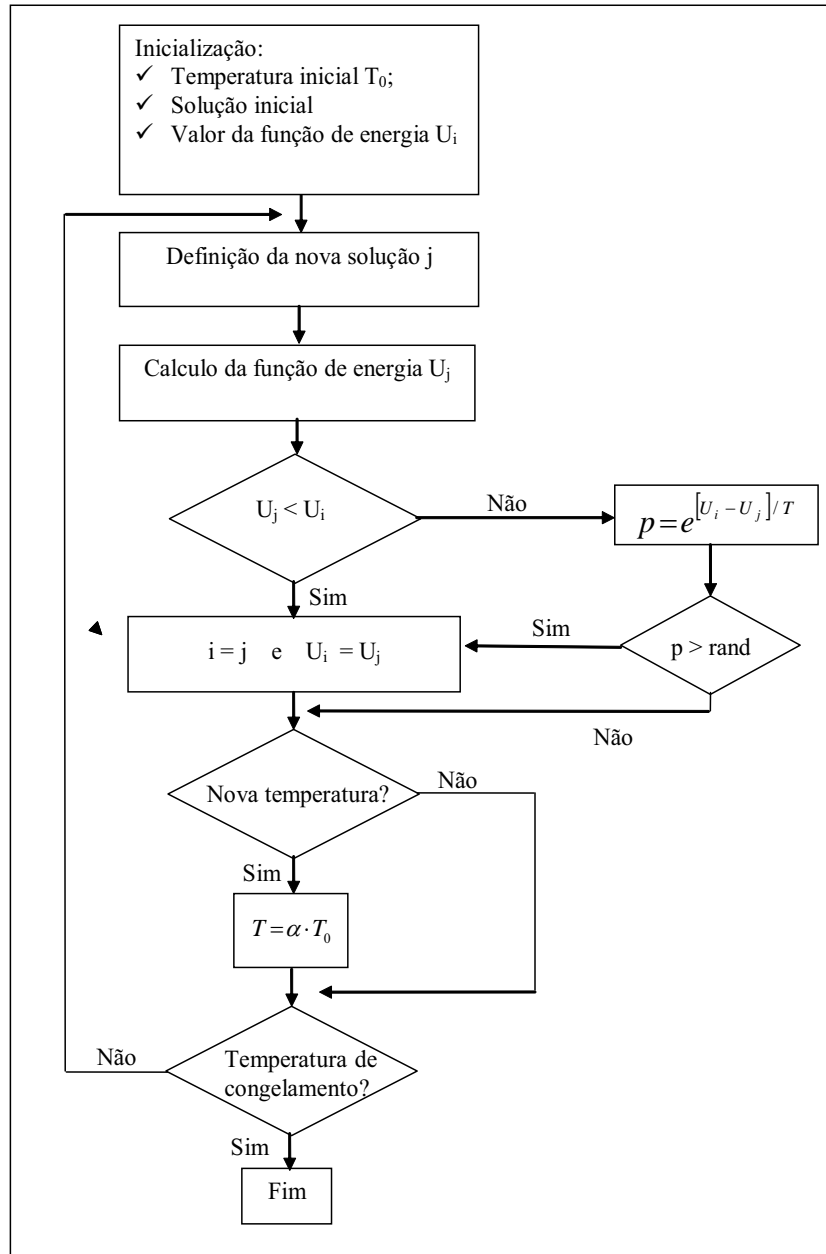 Inicialização:
✓ Temperatura inicial T₀;
✓ Solução inicial
✓ Valor da função de energia Uᵢ
Definição da nova solução j
Calculo da função de energia Uⱼ
Uⱼ < Uᵢ
Não
p = e^[Uᵢ − Uⱼ] / T
Sim
i = j e Uᵢ = Uⱼ
Sim
p > rand
Não
Nova temperatura?
Não
Sim
T = α · T₀
Não
Temperatura de
congelamento?
Sim
Fim